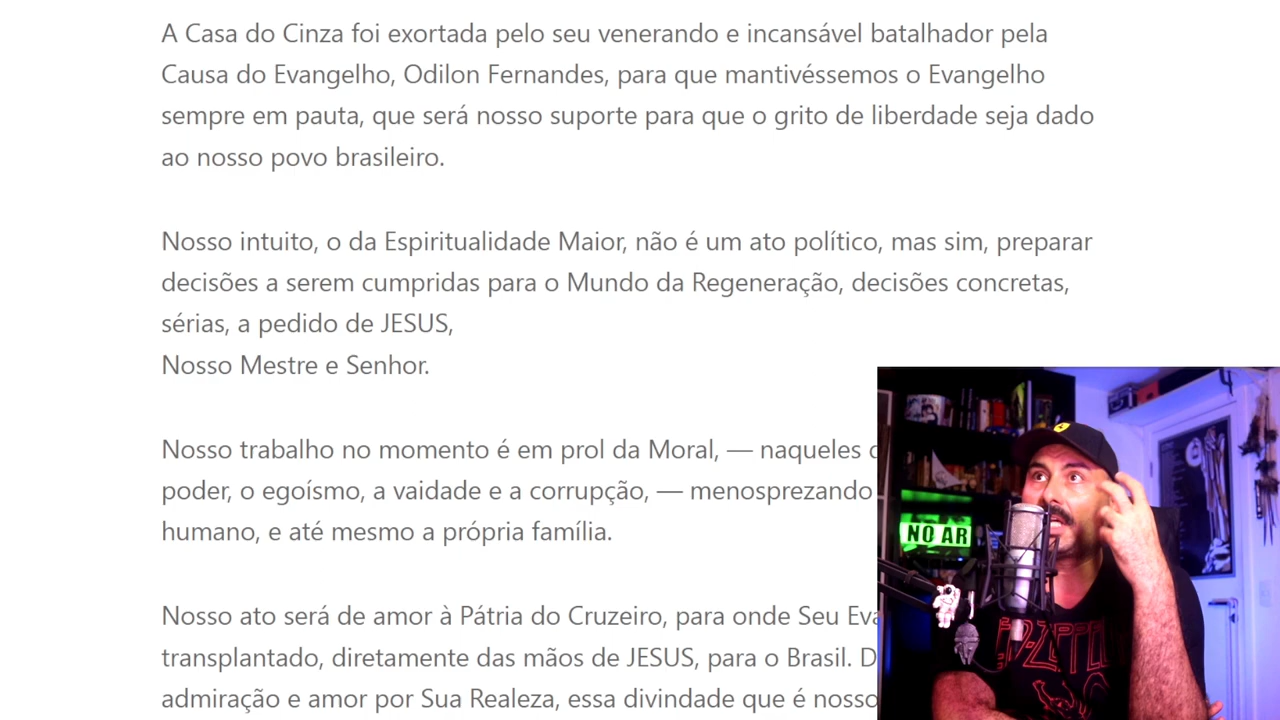 A Casa do Cinza foi exortada pelo seu venerando e incansável batalhador pela
Causa do Evangelho, Odilon Fernandes, para que mantivéssemos o Evangelho
sempre em pauta, que será nosso suporte para que o grito de liberdade seja dado
ao nosso povo brasileiro.
Nosso intuito, o da Espiritualidade Maior, não é um ato político, mas sim, preparar
decisões a serem cumpridas para o Mundo da Regeneração, decisões concretas,
sérias, a pedido de JESUS,
Nosso Mestre e Senhor.
Nosso trabalho no momento é em prol da Moral, — naqueles
poder, o egoísmo, a vaidade e a corrupção, — menosprezando
humano, e até mesmo a própria família.
Nosso ato será de amor à Pátria do Cruzeiro, para onde Seu
transplantado, diretamente das mãos de JESUS, para o Brasil.
admiração e amor por Sua Realeza, essa divindade que é nosso
NO AR